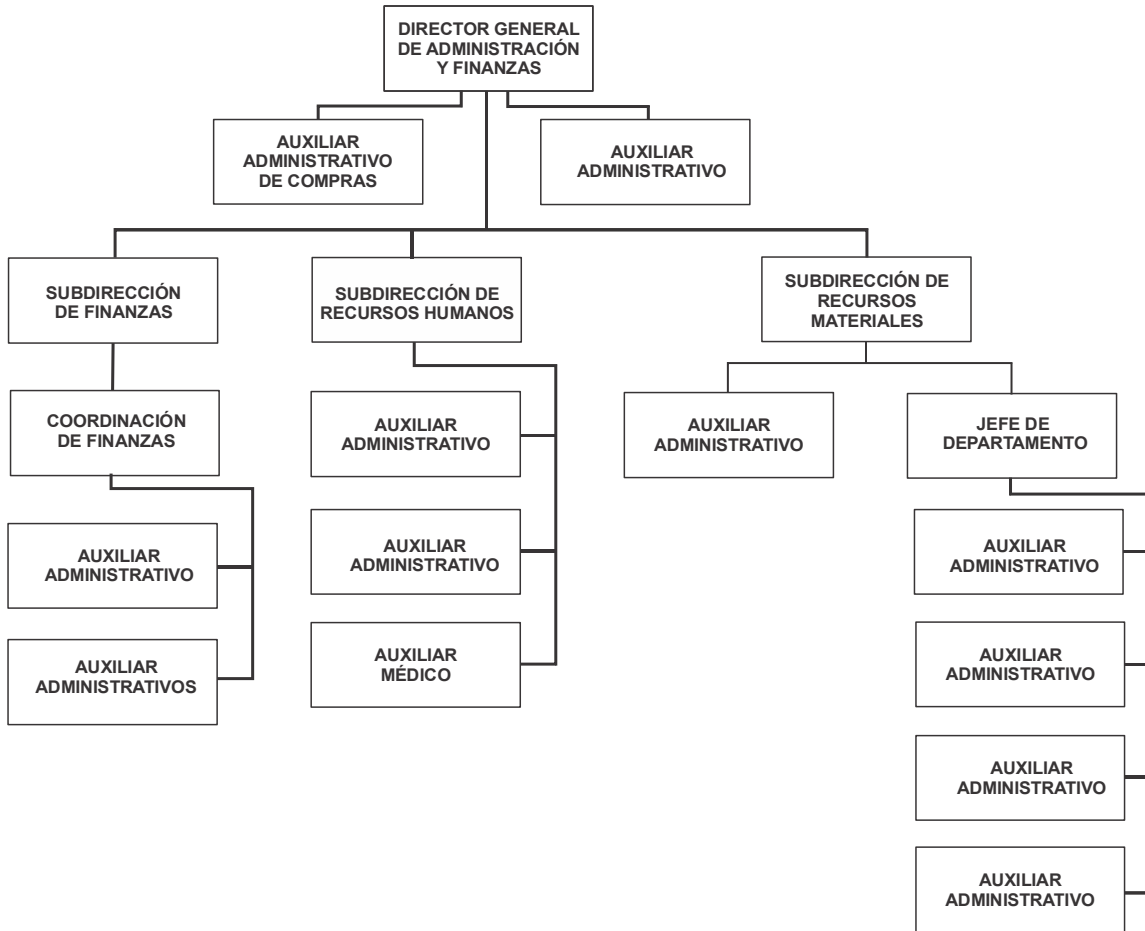 DIRECTOR GENERAL
DE ADMINISTRACIÓN
Y FINANZAS
AUXILIAR
ADMINISTRATIVO
DE COMPRAS
AUXILIAR
ADMINISTRATIVO
SUBDIRECCIÓN
DE FINANZAS
SUBDIRECCIÓN DE
RECURSOS HUMANOS
SUBDIRECCIÓN DE
RECURSOS
MATERIALES
COORDINACIÓN
DE FINANZAS
AUXILIAR
ADMINISTRATIVO
AUXILIAR
ADMINISTRATIVO
JEFE DE
DEPARTAMENTO
AUXILIAR
ADMINISTRATIVO
AUXILIAR
ADMINISTRATIVO
AUXILIAR
ADMINISTRATIVO
AUXILIAR
ADMINISTRATIVOS
AUXILIAR
MÉDICO
AUXILIAR
ADMINISTRATIVO
AUXILIAR
ADMINISTRATIVO
AUXILIAR
ADMINISTRATIVO